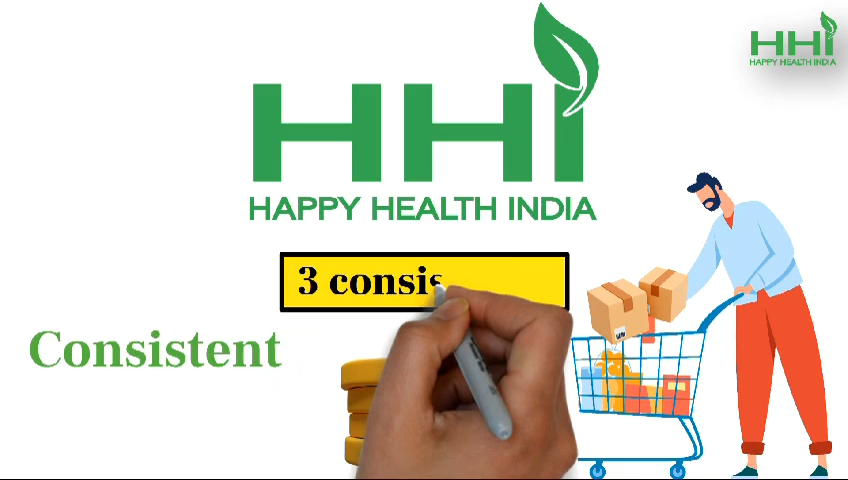 HHI
HAPPY HEALTH INDIA
HHI
HAPPY HEALTH INDIA
3 consis
Consistent